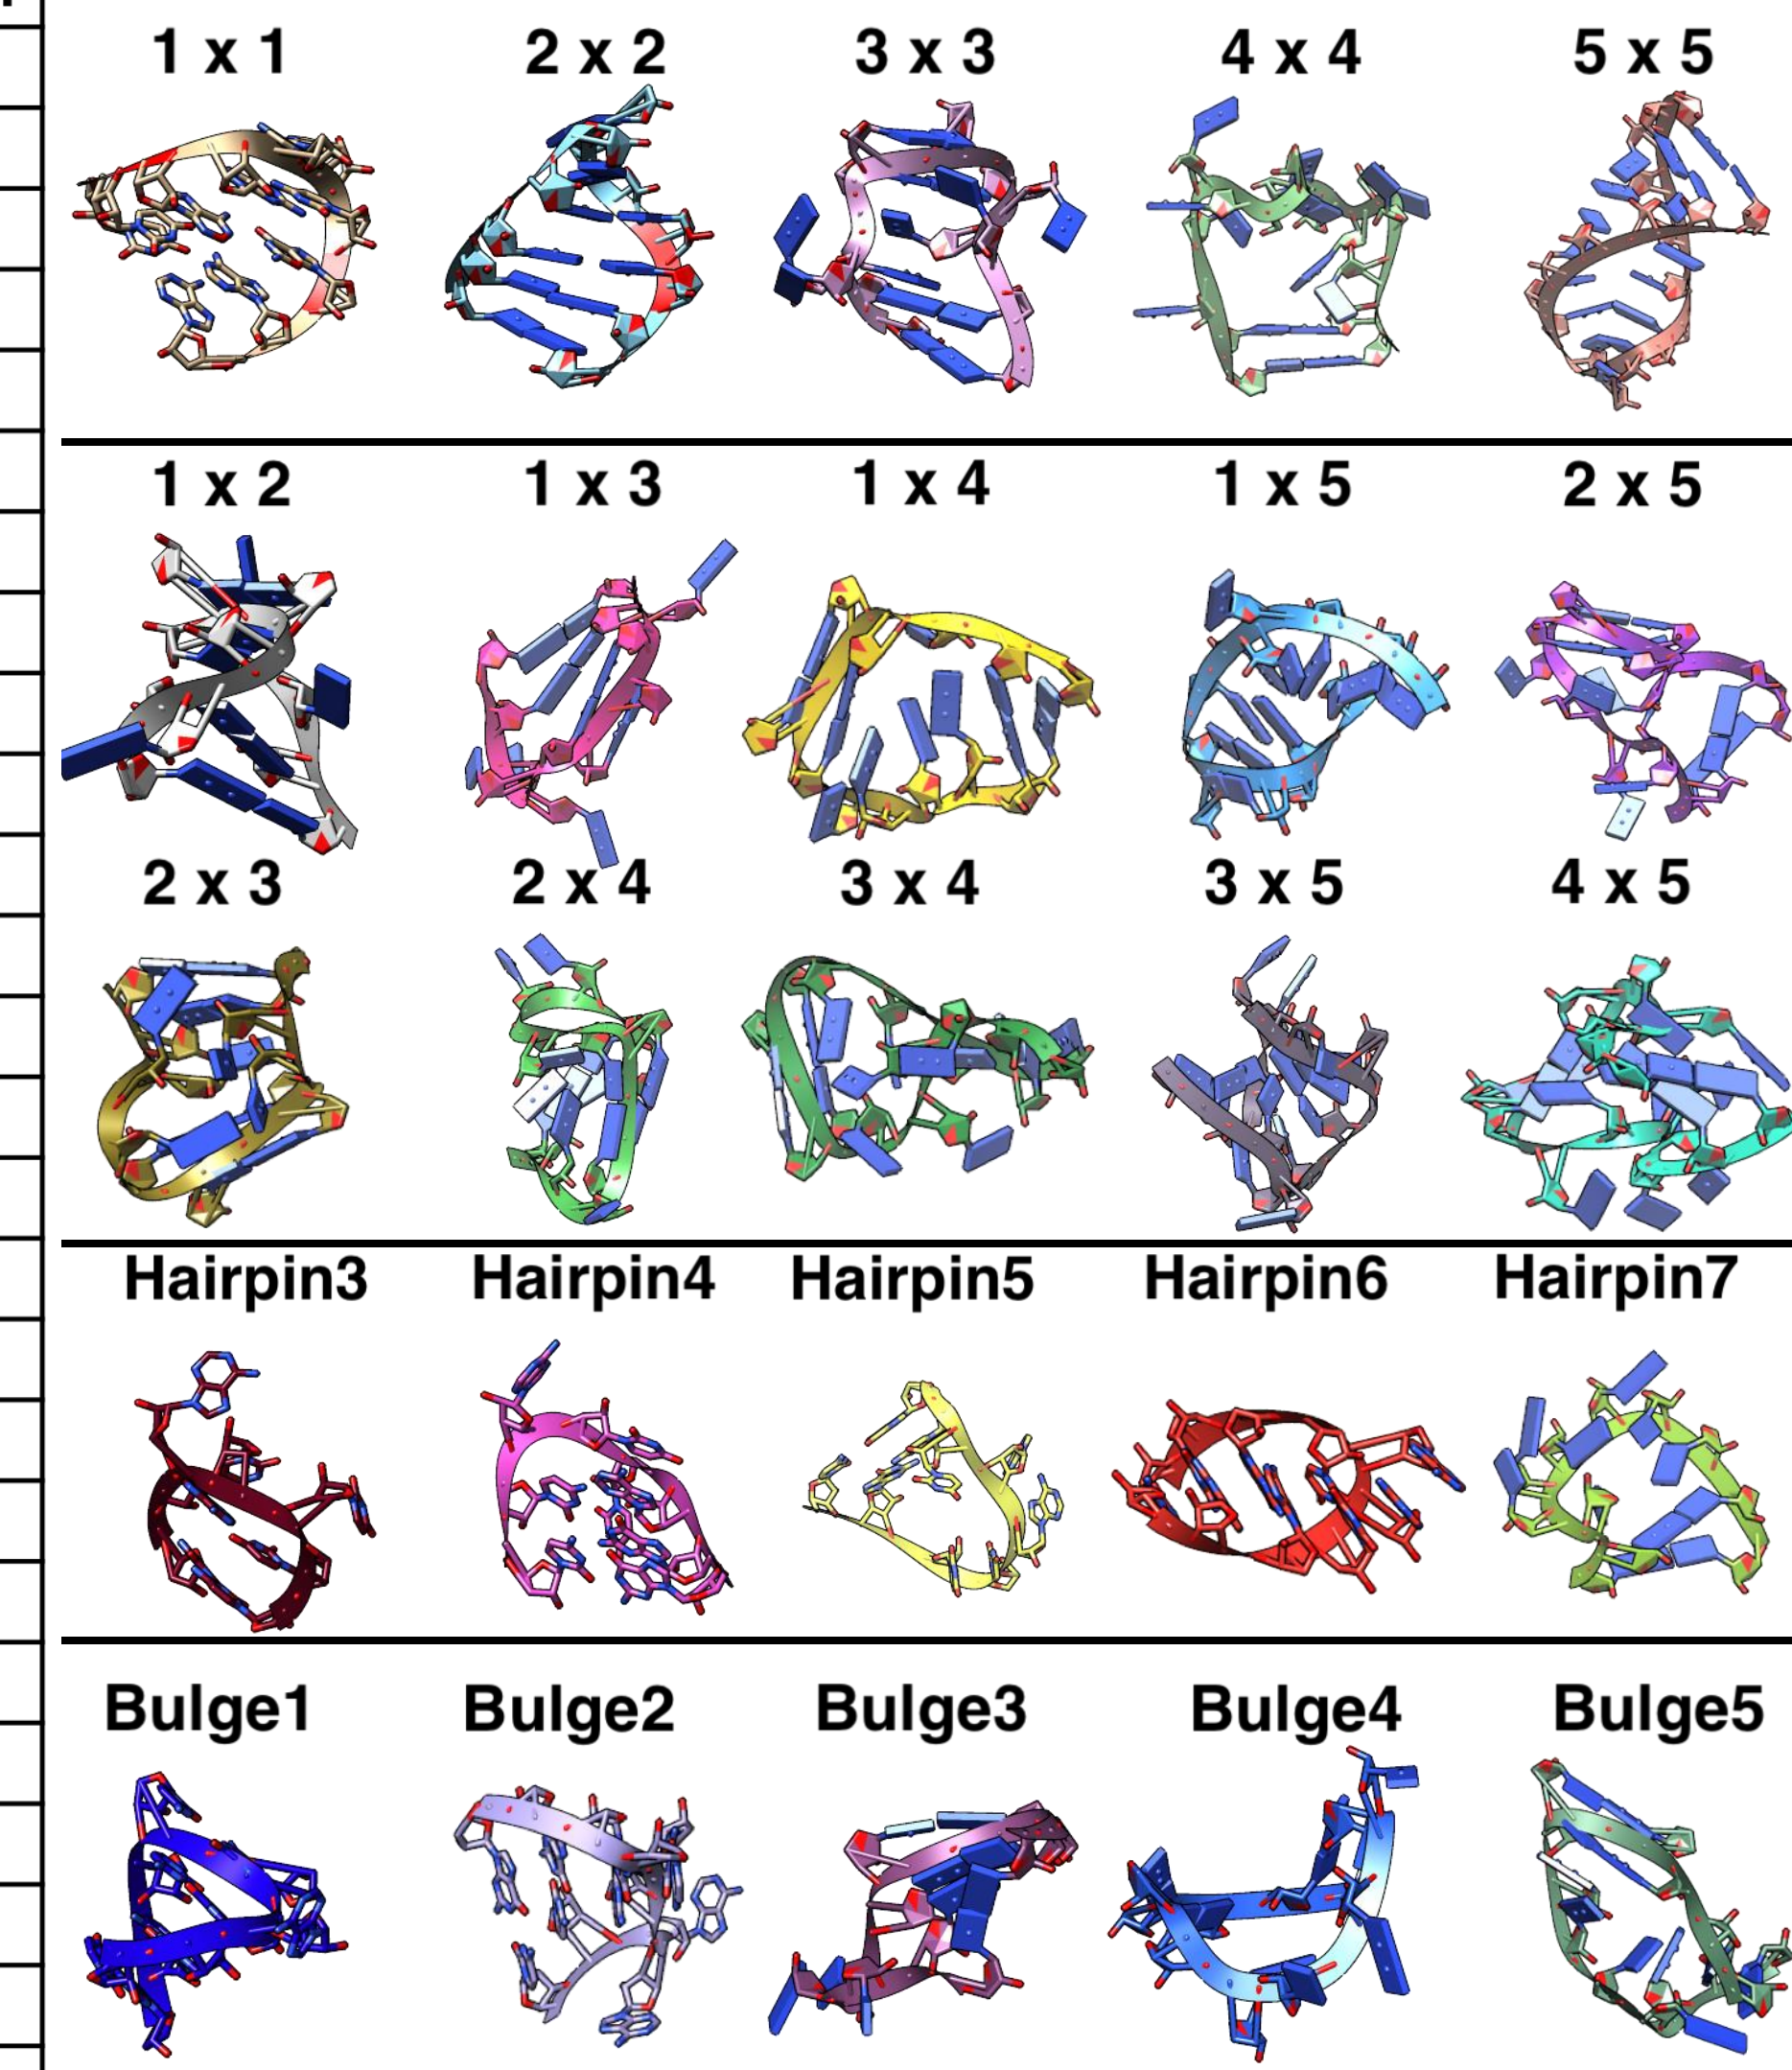 1 x 1 2 x 2 3 x 3 4 x 4 5 x 5
1 x 2 1 x 3 1 x 4 1 x 5 2 x 5
2 x 3 2 x 4 3 x 4 3 x 5 4 x 5
Hairpin3 Hairpin4 Hairpin5 Hairpin6 Hairpin7
Bulge1 Bulge2 Bulge3 Bulge4 Bulge5